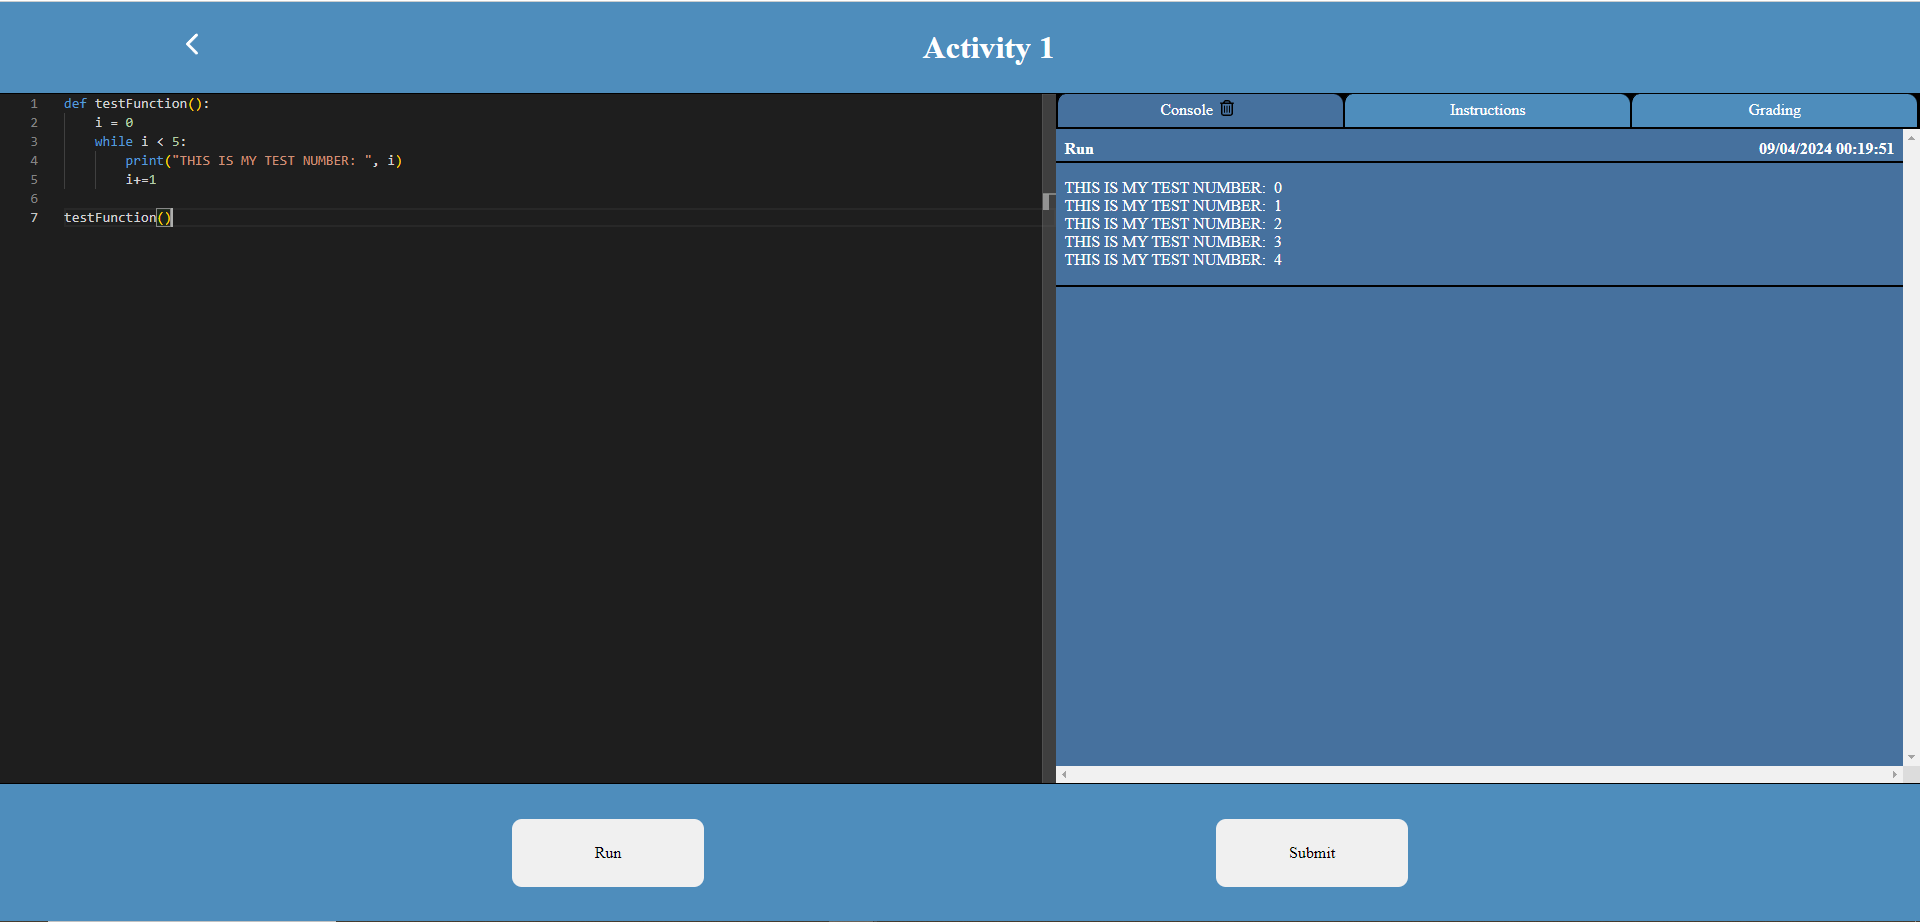 Activity 1
1 def testFunction():
2     i = 0
3     while i < 5:
4         print("THIS IS MY TEST NUMBER: ", i)
5         i+=1
6
7 testFunction()
Console
Instructions
Grading
Run 09/04/2024 00:19:51
THIS IS MY TEST NUMBER:  0
THIS IS MY TEST NUMBER:  1
THIS IS MY TEST NUMBER:  2
THIS IS MY TEST NUMBER:  3
THIS IS MY TEST NUMBER:  4
Run
Submit